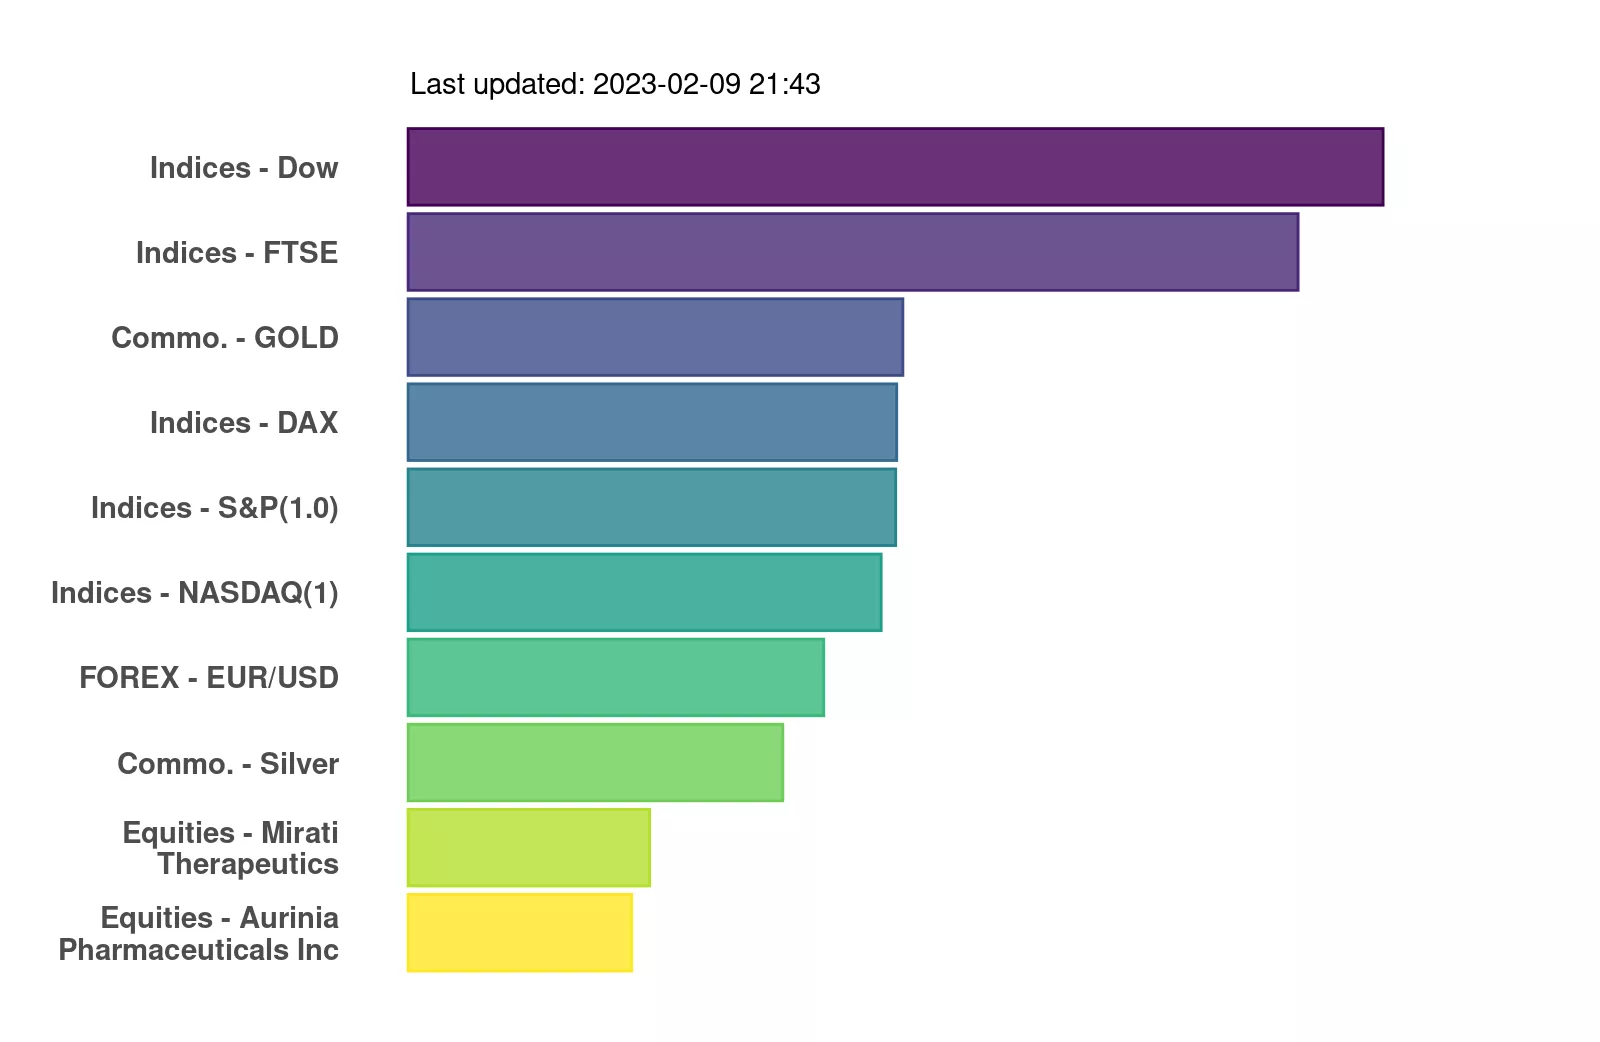 Last updated: 2023-02-09 21:43
Indices - Dow
Indices - FTSE
Commo. - GOLD
Indices - DAX
Indices - S&P(1.0)
Indices - NASDAQ(1)
FOREX - EUR/USD
Commo. - Silver
Equities - Mirati
Therapeutics
Equities - Aurinia
Pharmaceuticals Inc